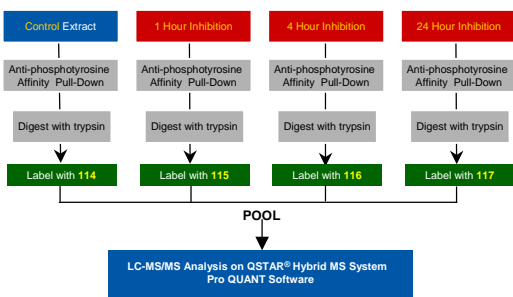 Control Extract
1 Hour Inhibition
4 Hour Inhibition
24 Hour Inhibition
Anti-phosphotyrosine
Affinity Pull-Down
Anti-phosphotyrosine
Affinity Pull-Down
Anti-phosphotyrosine
Affinity Pull-Down
Anti-phosphotyrosine
Affinity Pull-Down
Digest with trypsin
Digest with trypsin
Digest with trypsin
Digest with trypsin
Label with 114
Label with 115
Label with 116
Label with 117
POOL
LC-MS/MS Analysis on QSTAR® Hybrid MS System
Pro QUANT Software